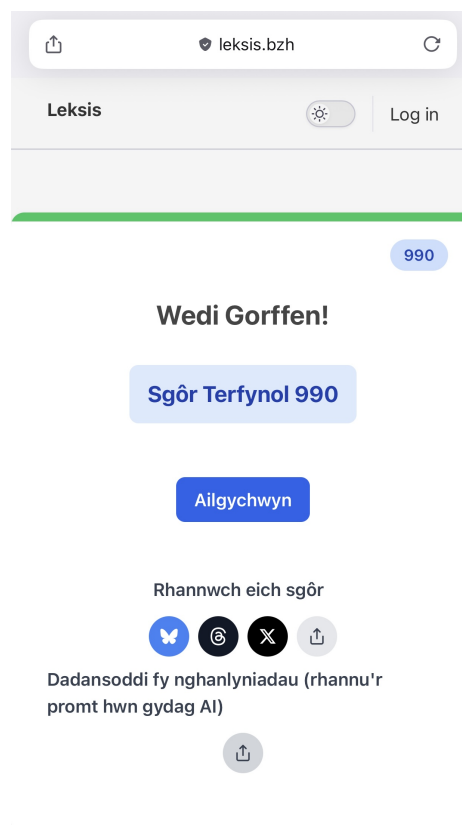 leksis.bzh
Leksis
Log in
990
Wedi Gorffen!
Sgôr Terfynol 990
Ailgychwyn
Rhannwch eich sgôr
Dadansoddi fy nghanlyniadau (rhannu'r
promt hwn gydag AI)